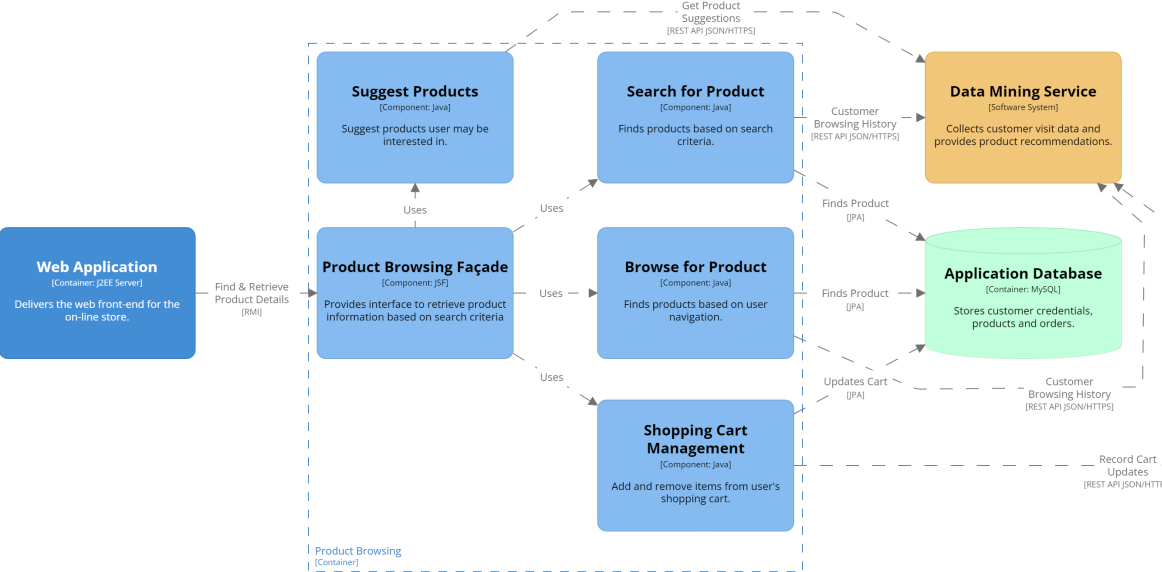 Get Product
Suggestions
[REST API JSON/HTTPS]
Suggest Products
[Component: Java]
Suggest products user may be
interested in.
Search for Product
[Component: Java]
Finds products based on search
criteria.
Customer
Browsing History
[REST API JSON/HTTPS]
Data Mining Service
[Software System]
Collects customer visit data and
provides product recommendations.
Uses
Uses
Finds Product
[JPA]
Web Application
[Container: J2EE Server]
Delivers the web front-end for the
on-line store.
Find & Retrieve
Product Details
[RMI]
Product Browsing Façade
[Component: JSF]
Provides interface to retrieve product
information based on search criteria
Uses
Browse for Product
[Component: Java]
Finds products based on user
navigation.
Finds Product
[JPA]
Application Database
[Container: MySQL]
Stores customer credentials,
products and orders.
Uses
Updates Cart
[JPA]
Customer
Browsing History
[REST API JSON/HTTPS]
Shopping Cart
Management
[Component: Java]
Add and remove items from user's
shopping cart.
Record Cart
Updates
[REST API
Product Browsing
[Container]